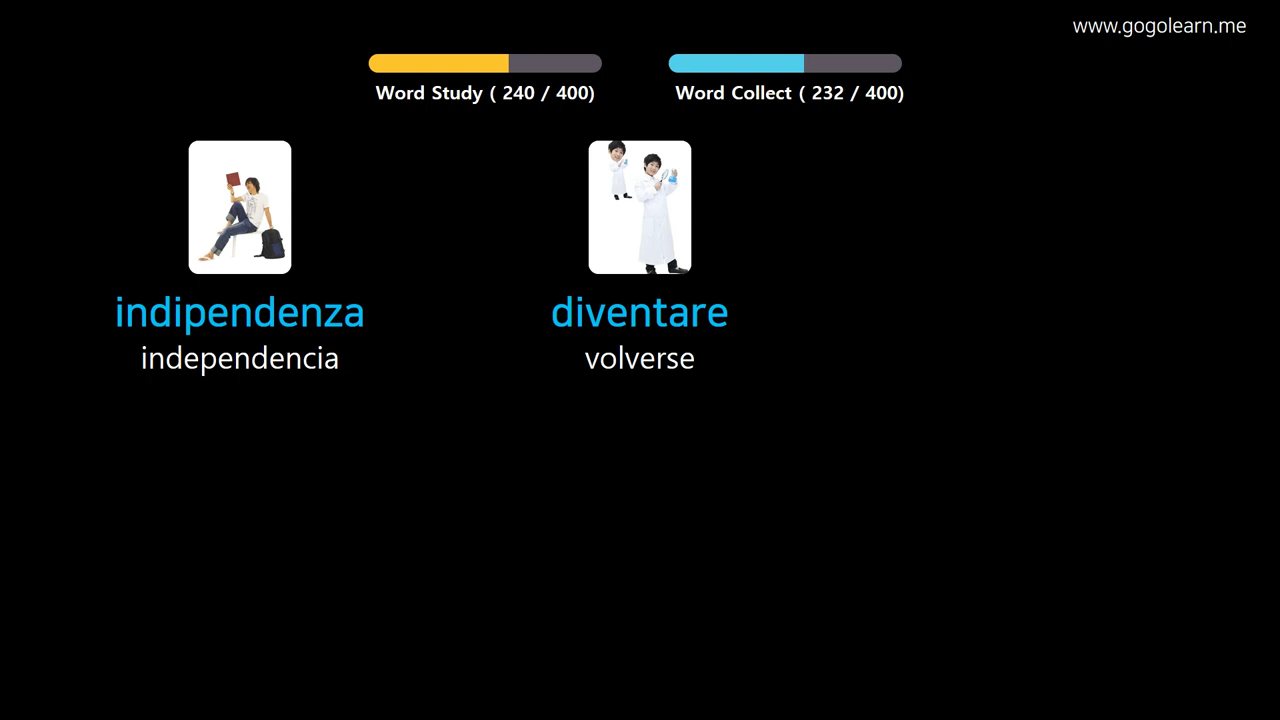 www.gogolearn.me
Word Study ( 240 / 400)
Word Collect ( 232 / 400)
indipendenza
independencia
diventare
volverse